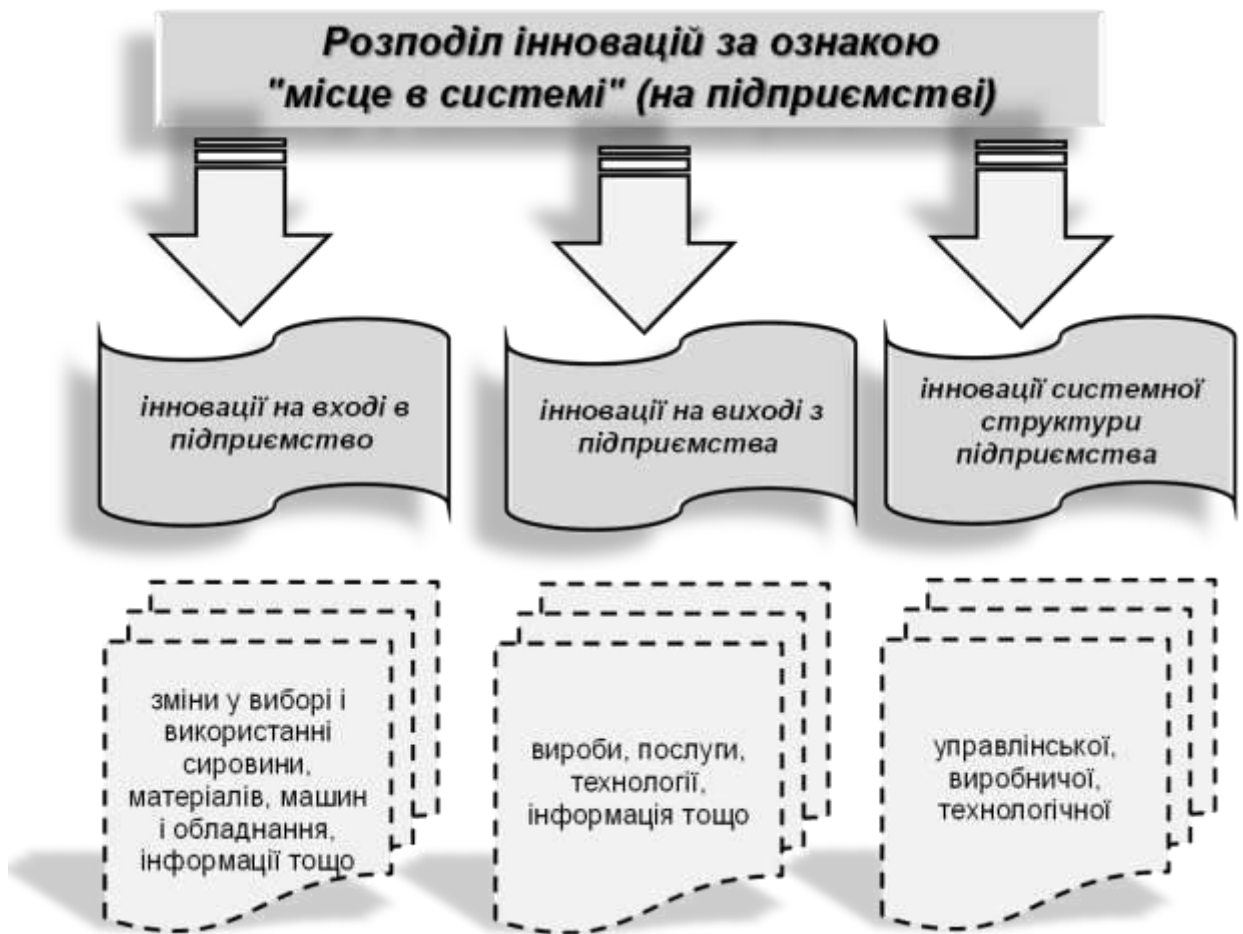 Розподіл інновацій за ознакою
"місце в системі" (на підприємстві)
інновації на вході в
підприємство
інновації на виході з
підприємства
інновації системної
структури
підприємства
зміни у виборі і
використанні
сировини,
матеріалів, машин
і обладнання,
інформації тощо
вироби, послуги,
технології,
інформація тощо
управлінської,
виробничої,
технологічної